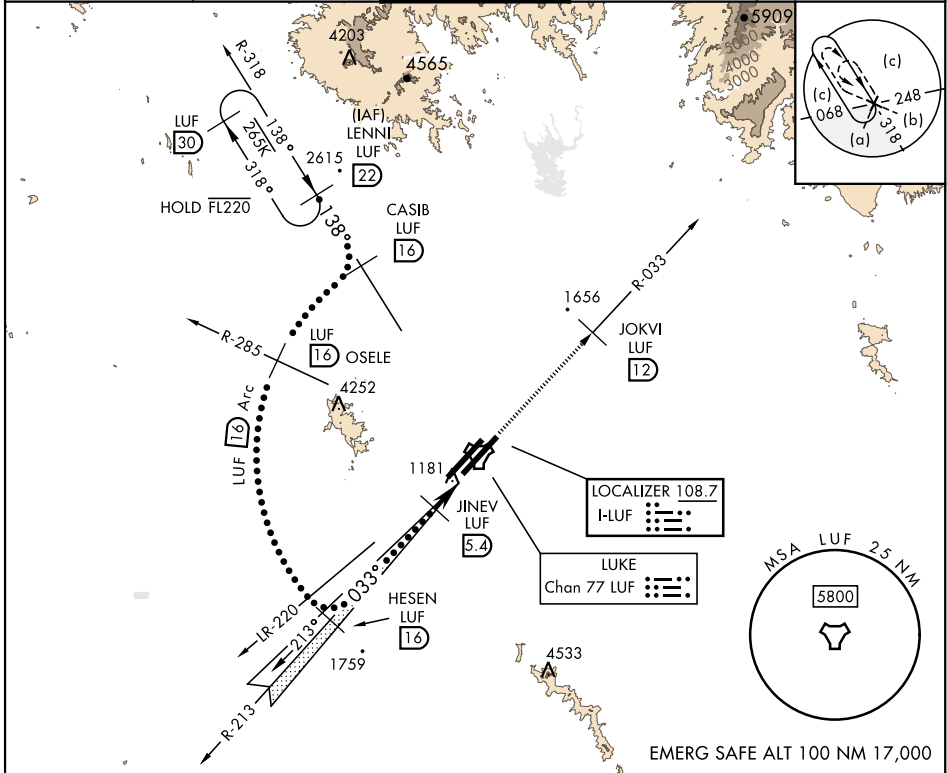 5909
5000
4000
3000
4203
4565
R-318
(IAF)
LENNI
LUF
22
LUF
30
138°
265K
318°
2615
HOLD FL220
138°
CASIB
LUF
16
(c)
(c)
248
068
(b)
(a)
318
R-033
1656
JOKVI
LUF
12
R-285
LUF
16 OSELE
4252
LUF 16 Arc
1181
JINEV
LUF
5.4
LOCALIZER 108.7
I-LUF
LUKE
Chan 77 LUF
MSA LUF 25 NM
5800
033°
HESEN
LUF
16
LR-220
213°
1759
R-213
4533
EMERG SAFE ALT 100 NM 17,000